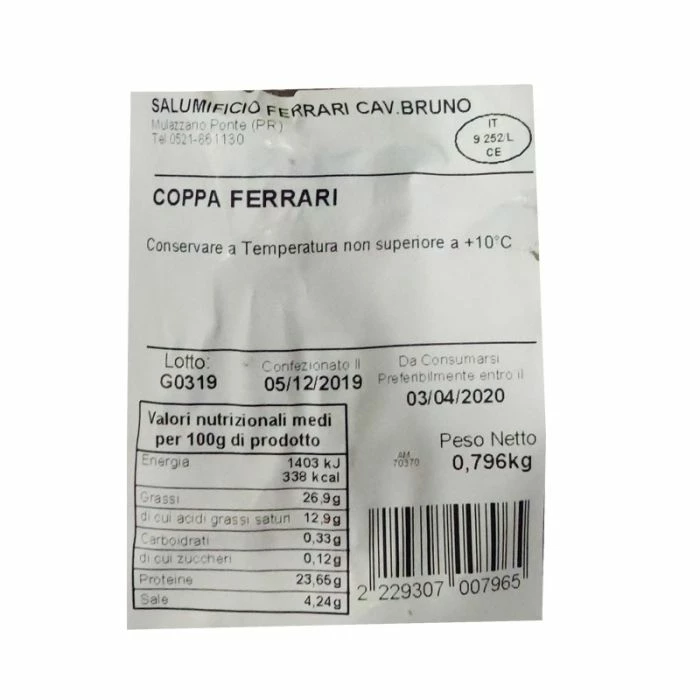 SALUMIFICIO FERRARI CAV.BRUNO
Mulazzano Ponte (PR)
Tel 0521-861130
IT
9 252/L
CE
COPPA FERRARI
Conservare a Temperatura non superiore a +10°C
Lotto:
G0319
Confezionato Il
05/12/2019
Da Consumarsi
Preferibilmente entro il
03/04/2020
Valori nutrizionali medi
per 100g di prodotto
Energia 1403 kJ
338 kcal
Grassi 26,9g
di cui acidi grassi saturi 12,9g
Carboidrati 0,33g
di cui zuccheri 0,12g
Proteine 23,65g
Sale 4,24g
Peso Netto
AM
70370
0,796kg
2 229307 007965